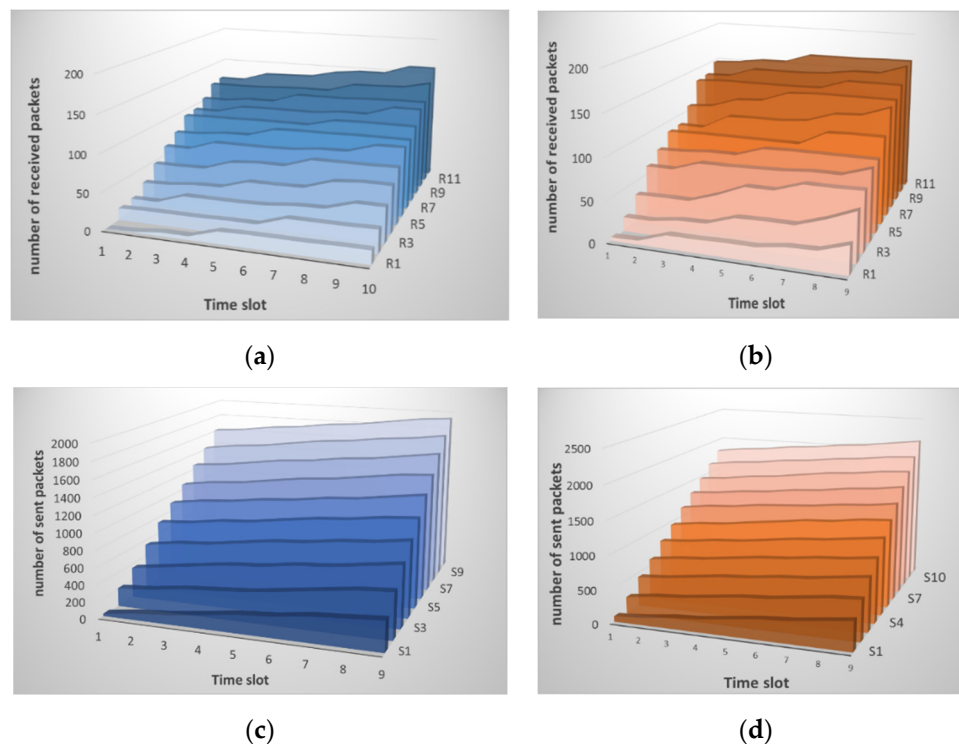 number of received packets
200
150
100
50
0
1 2 3 4 5 6 7 8 9 10
Time slot
R1
R3
R5
R7
R9
R11
(a)
number of received packets
200
150
100
50
0
1 2 3 4 5 6 7 8 9
Time slot
R1
R3
R5
R7
R9
R11
(b)
number of sent packets
2000
1800
1600
1400
1200
1000
800
600
400
200
0
1 2 3 4 5 6 7 8 9
Time slot
S1
S3
S5
S7
S9
(c)
number of sent packets
2500
2000
1500
1000
500
0
1 2 3 4 5 6 7 8 9
Time slot
S1
S4
S7
S10
(d)